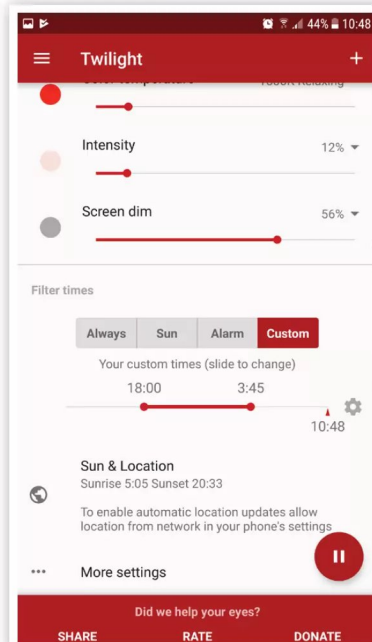 44% 10:48
Twilight
Intensity
12%
Screen dim
56%
Filter times
Always Sun Alarm Custom
Your custom times (slide to change)
18:00 3:45
10:48
Sun & Location
Sunrise 5:05 Sunset 20:33
To enable automatic location updates allow
location from network in your phone's settings
More settings
Did we help your eyes?
SHARE RATE DONATE